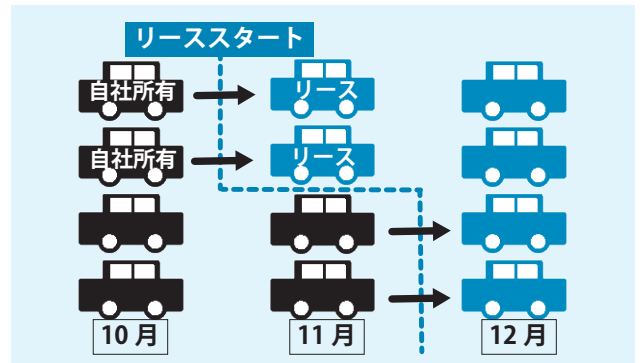 リーススタート
自社所有
リース
自社所有
リース
10月
11月
12月